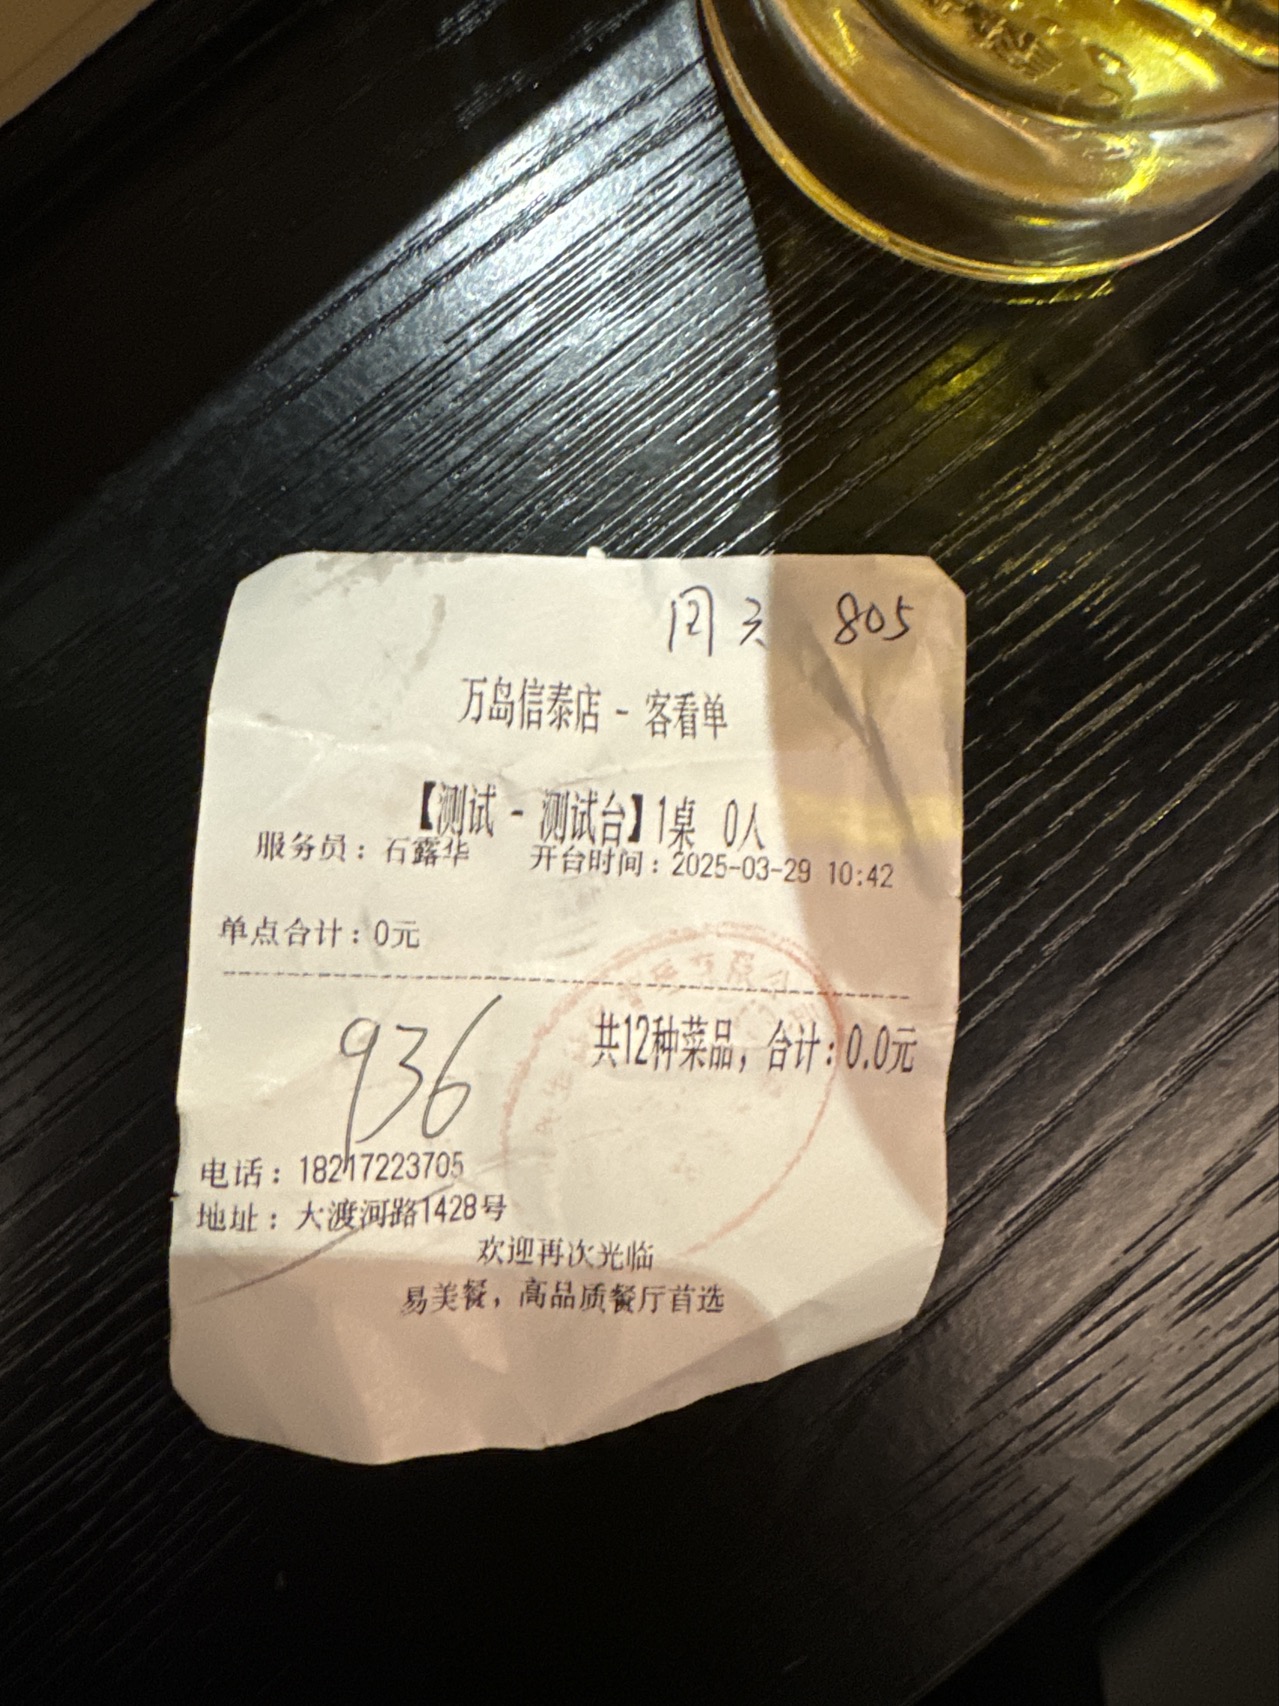 805
万岛信泰店 - 客看单
【测试 - 测试台】1桌 0人
服务员：石露华 开台时间：2025-03-29 10:42
单点合计：0元
共12种菜品，合计：0.0元
936
电话：18217223705
地址：大渡河路1428号
欢迎再次光临
易美餐，高品质餐厅首选